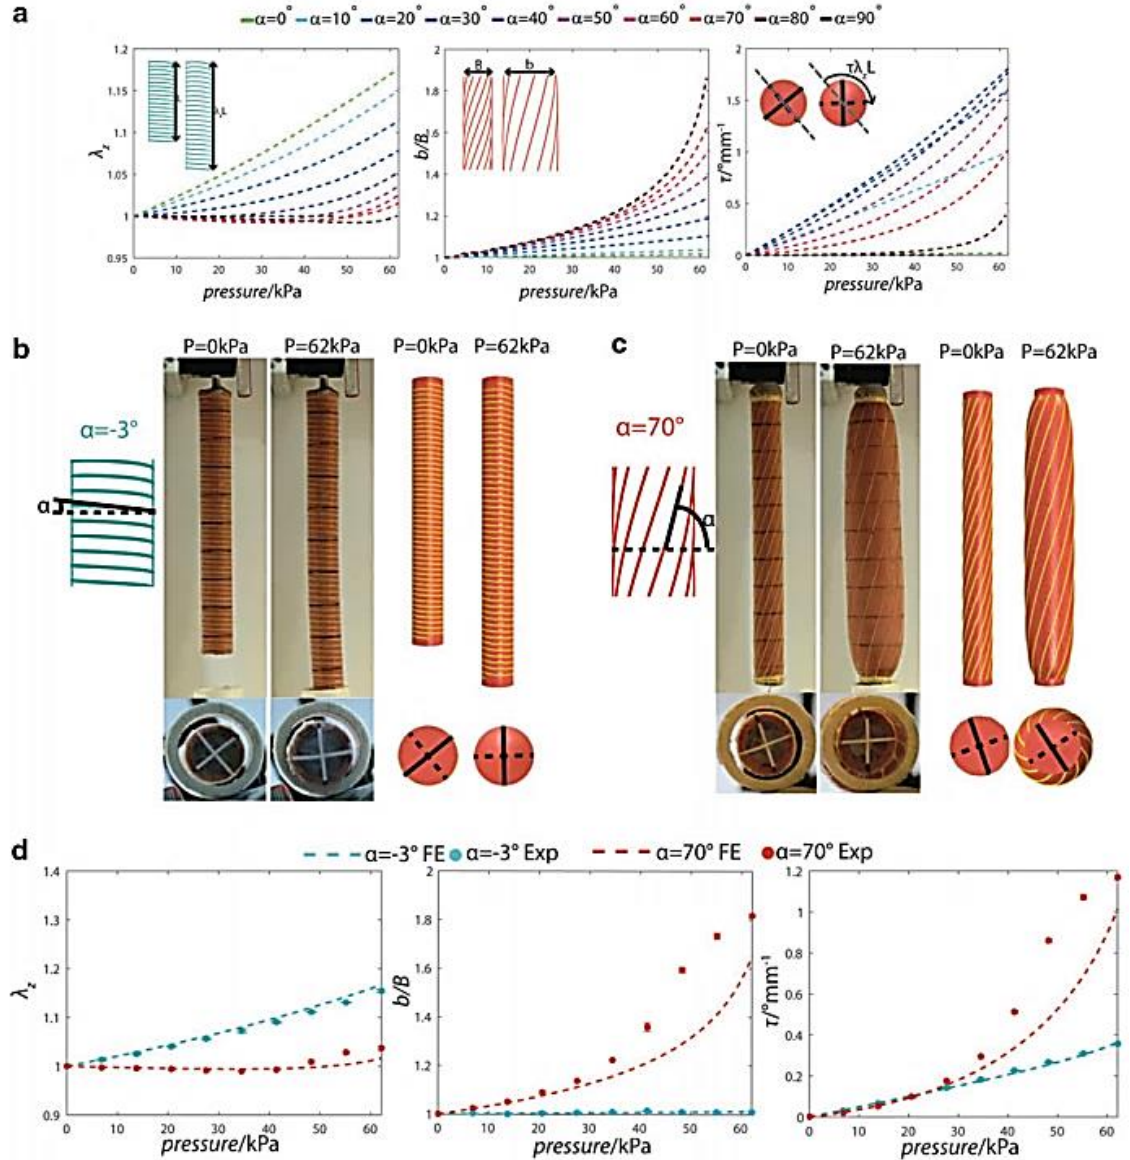 a
α=0° α=10° α=20° α=30° α=40° α=50° α=60° α=70° α=80° α=90°
1.2
1.15
1.1
1.05
1
0.95
λz
0 10 20 30 40 50 60
pressure/kPa
λzL
2
1.8
1.6
1.4
1.2
1
b/B
0 10 20 30 40 50 60
pressure/kPa
B b
2
1.5
1
0.5
0
τ/°mm-1
0 10 20 30 40 50 60
pressure/kPa
τλzL
b
P=0kPa P=62kPa P=0kPa P=62kPa
α=-3°
α
c
P=0kPa P=62kPa P=0kPa P=62kPa
α=70°
α
d
α=-3° FE α=-3° Exp α=70° FE α=70° Exp
1.4
1.3
1.2
1.1
1
0.9
λz
0 10 20 30 40 50 60
pressure/kPa
2
1.8
1.6
1.4
1.2
1
b/B
0 10 20 30 40 50 60
pressure/kPa
1.2
1
0.8
0.6
0.4
0.2
0
τ/°mm-1
0 10 20 30 40 50 60
pressure/kPa